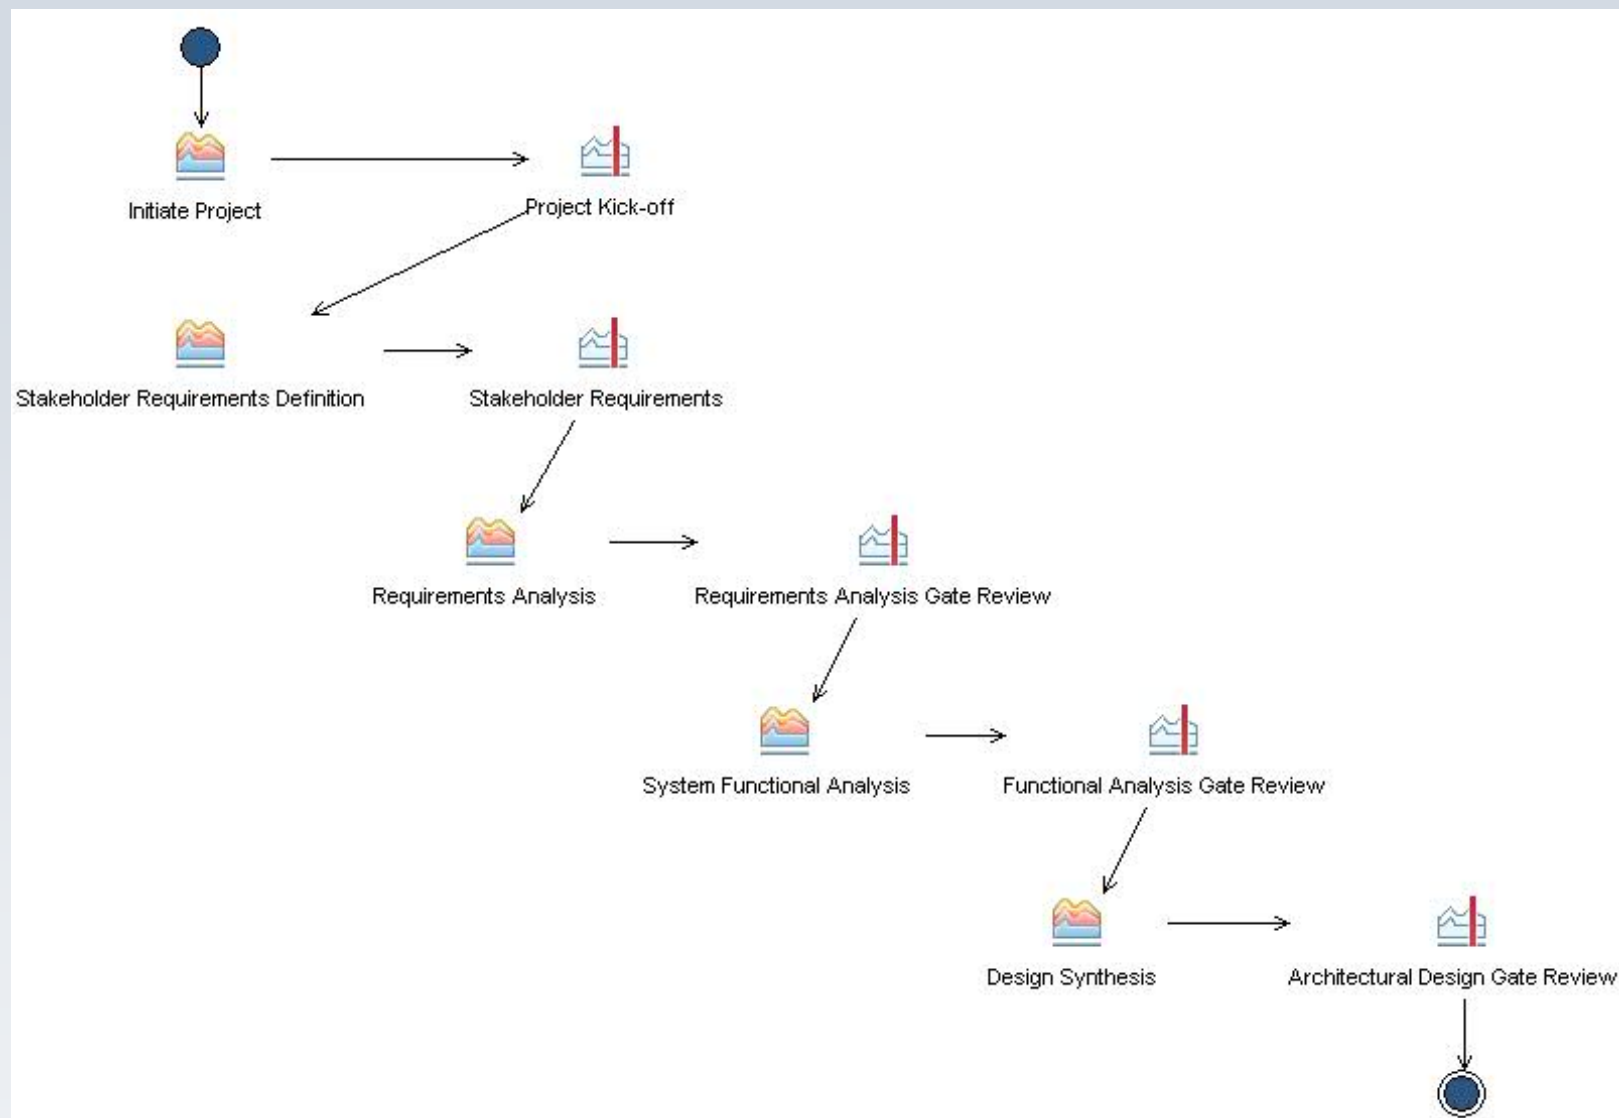 Initiate Project
Project Kick-off
Stakeholder Requirements Definition
Stakeholder Requirements
Requirements Analysis
Requirements Analysis Gate Review
System Functional Analysis
Functional Analysis Gate Review
Design Synthesis
Architectural Design Gate Review